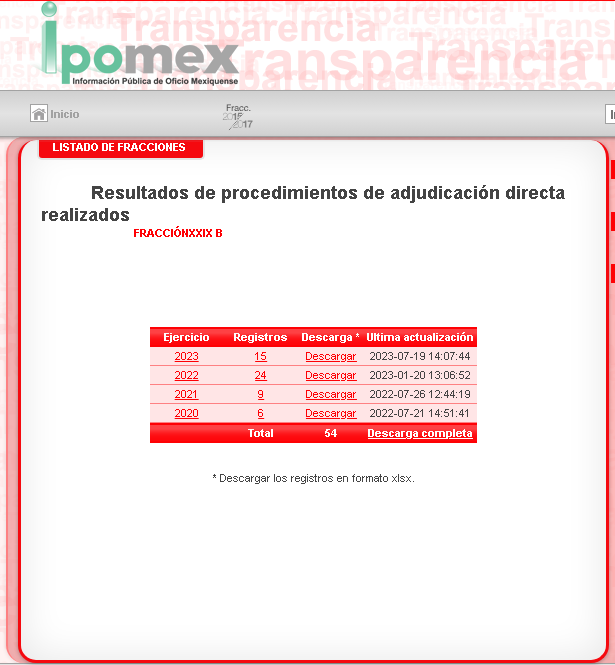 Transparencia
Transparencia
Transparencia
Transparencia
ipomex
Información Pública de Oficio Mexiquense
Inicio
Fracc.
2017
LISTADO DE FRACCIONES
Resultados de procedimientos de adjudicación directa
realizados
FRACCIÓNXXIX B
Ejercicio Registros Descarga * Ultima actualización
2023 15 Descargar 2023-07-19 14:07:44
2022 24 Descargar 2023-01-20 13:06:52
2021 9 Descargar 2022-07-26 12:44:19
2020 6 Descargar 2022-07-21 14:51:41
Total 54 Descarga completa
* Descargar los registros en formato xlsx.